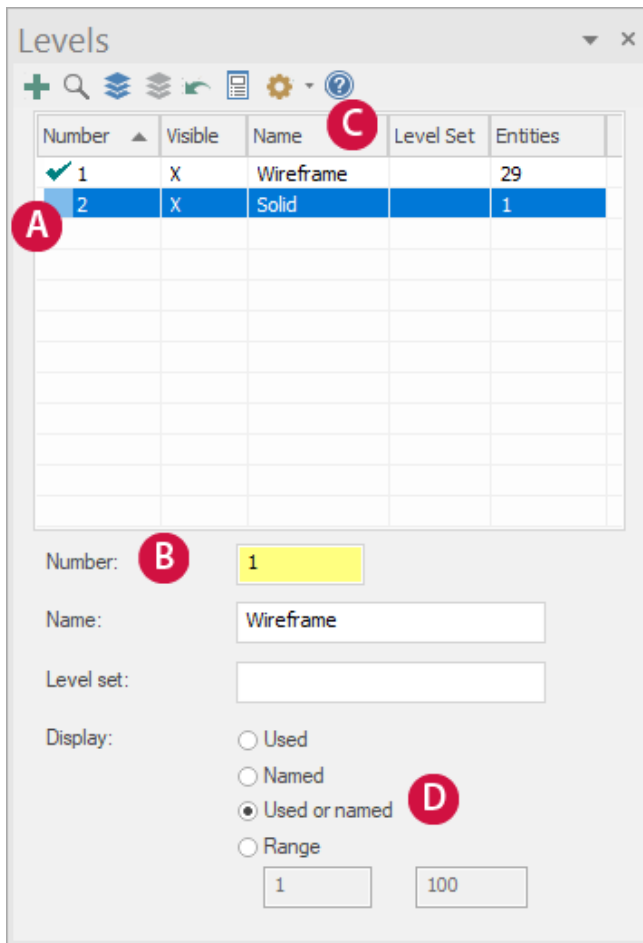 Levels
C
Number Visible Name Level Set Entities
1 X Wireframe 29
A
2 X Solid 1
Number: B 1
Name: Wireframe
Level set:
Display: Used
Named
Used or named D
Range
1 100